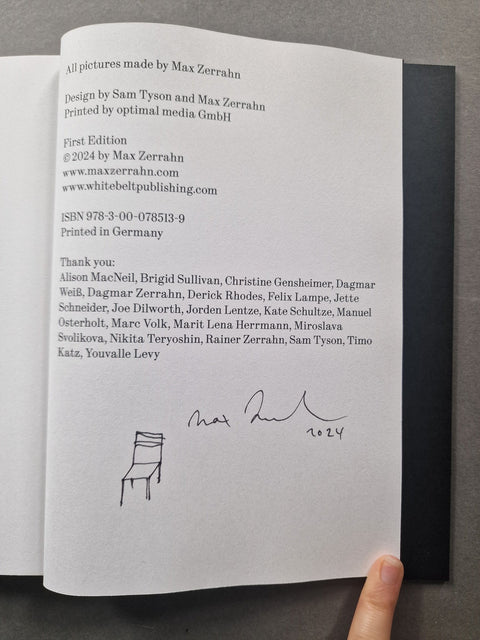 All pictures made by Max Zerrahn
Design by Sam Tyson and Max Zerrahn
Printed by optimal media GmbH
First Edition
© 2024 by Max Zerrahn
www.maxzerrahn.com
www.whitebeltpublishing.com
ISBN 978-3-00-078513-9
Printed in Germany
Thank you:
Alison MacNeil, Brigid Sullivan, Christine Gensheimer, Dagmar
Weiß, Dagmar Zerrahn, Derick Rhodes, Felix Lampe, Jette
Schneider, Joe Dilworth, Jorden Lentze, Kate Schultze, Manuel
Osterholt, Marc Volk, Marit Lena Herrmann, Miroslava
Svolikova, Nikita Teryoshin, Rainer Zerrahn, Sam Tyson, Timo
Katz, Youvalle Levy
Max Zerrahn
2024